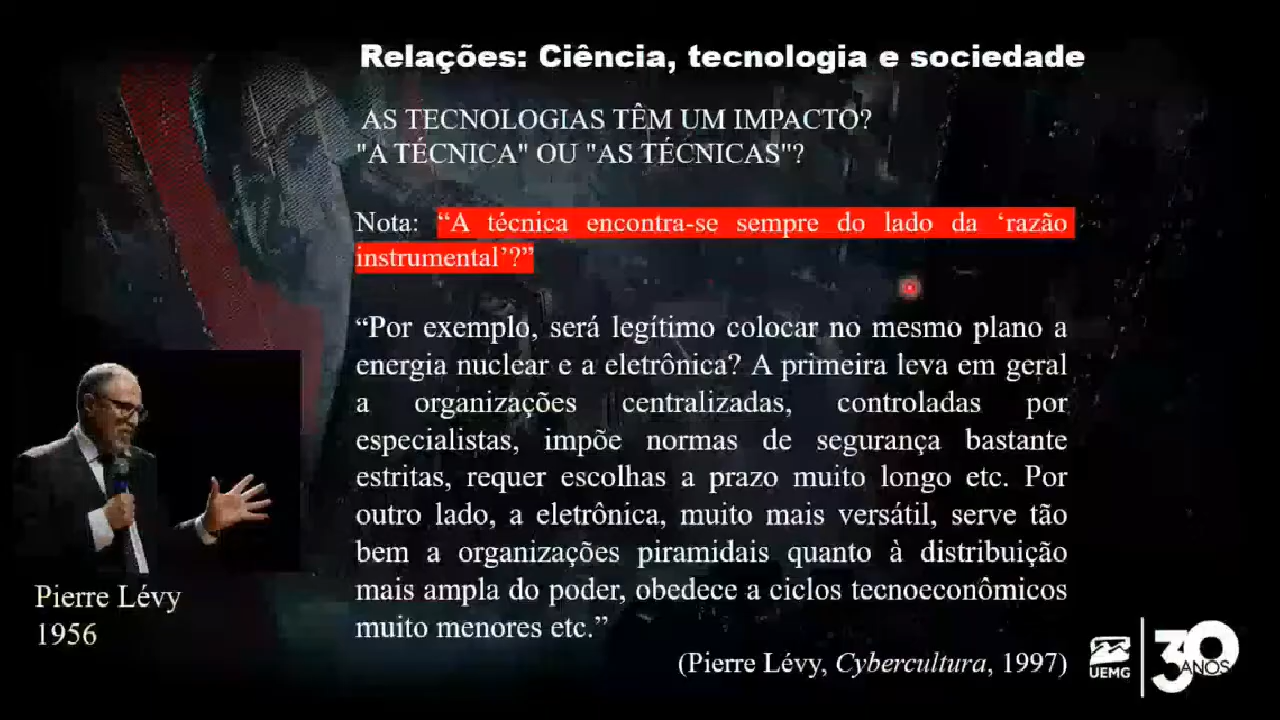 Relações: Ciência, tecnologia e sociedade
AS TECNOLOGIAS TÊM UM IMPACTO?
"A TÉCNICA" OU "AS TÉCNICAS"?
Nota: “A técnica encontra-se sempre do lado da ‘razão
instrumental’?”
“Por exemplo, será legítimo colocar no mesmo plano a
energia nuclear e a eletrônica? A primeira leva em geral
a organizações centralizadas, controladas por
especialistas, impõe normas de segurança bastante
estritas, requer escolhas a prazo muito longo etc. Por
outro lado, a eletrônica, muito mais versátil, serve tão
bem a organizações piramidais quanto à distribuição
mais ampla do poder, obedece a ciclos tecnoeconômicos
muito menores etc.”
(Pierre Lévy, Cybercultura, 1997)
Pierre Lévy
1956
UEMG
30
ANOS